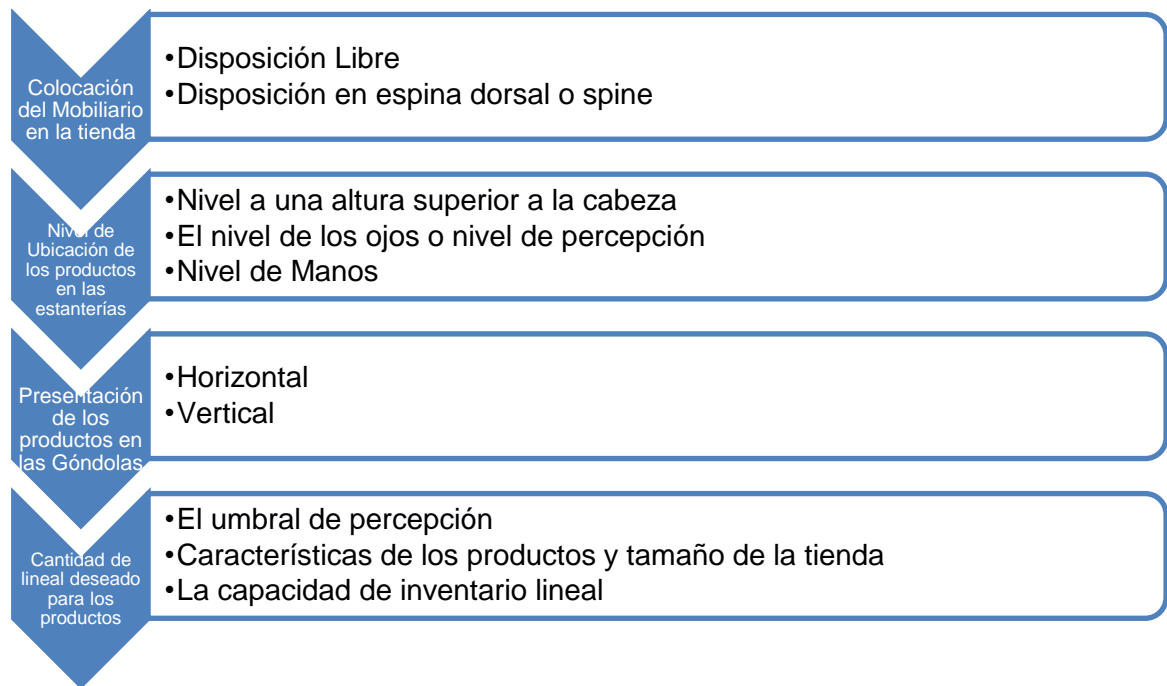 Colocación
del Mobiliario
en la tienda
•Disposición Libre
•Disposición en espina dorsal o spine
Nivel de
Ubicación de
los productos
en las
estanterías
•Nivel a una altura superior a la cabeza
•El nivel de los ojos o nivel de percepción
•Nivel de Manos
Presentación
de los
productos en
las Góndolas
•Horizontal
•Vertical
Cantidad de
lineal deseado
para los
productos
•El umbral de percepción
•Características de los productos y tamaño de la tienda
•La capacidad de inventario lineal